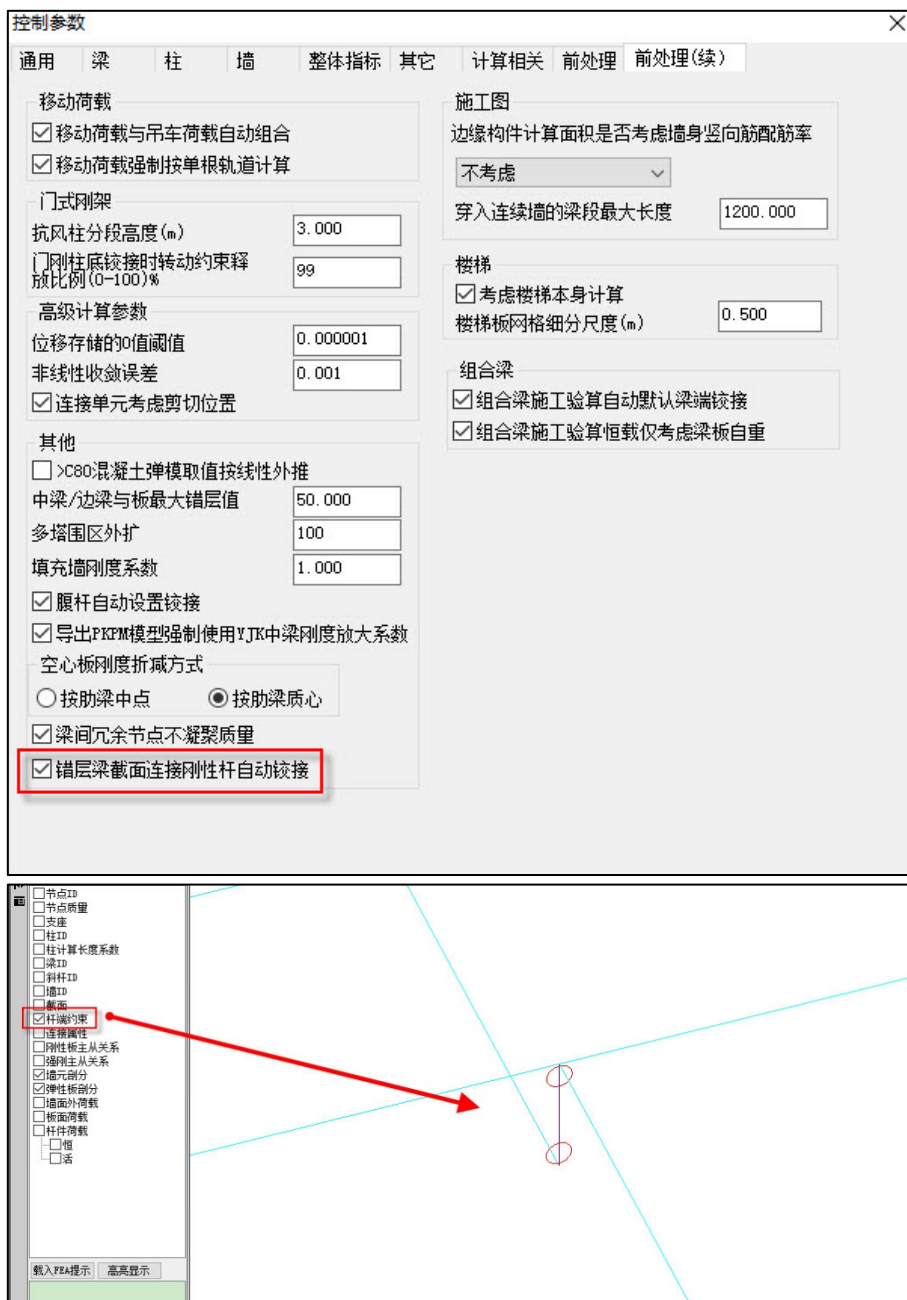 控制参数
通用 梁 柱 墙 整体指标 其它 计算相关 前处理 前处理(续)
移动荷载
移动荷载与吊车荷载自动组合
移动荷载强制按单根轨道计算
门式刚架
抗风柱分段高度(m) 3.000
门刚柱底铰接时转动约束释
放比例(0-100)% 99
高级计算参数
位移存储的0值阈值 0.000001
非线性收敛误差 0.001
连接单元考虑剪切位置
其他
>C80混凝土弹模取值按线性外推
中梁/边梁与板最大错层值 50.000
多塔围区外扩 100
填充墙刚度系数 1.000
腹杆自动设置铰接
导出PKPM模型强制使用YJK中梁刚度放大系数
空心板刚度折减方式
按肋梁中点 按肋梁质心
梁间冗余节点不凝聚质量
错层梁截面连接刚性杆自动铰接
施工图
边缘构件计算面积是否考虑墙身竖向筋配筋率
不考虑
穿入连续墙的梁段最大长度 1200.000
楼梯
考虑楼梯本身计算
楼梯板网格细分尺度(m) 0.500
组合梁
组合梁施工验算自动默认梁端铰接
组合梁施工验算恒载仅考虑梁板自重
节点ID
节点质量
支座
柱ID
柱计算长度系数
梁ID
斜杆ID
墙ID
截面
杆端约束
连接属性
刚性板主从关系
强刚主从关系
墙元剖分
弹性板剖分
墙面外荷载
板面荷载
杆件荷载
恒
活
载入FEA提示 高亮显示